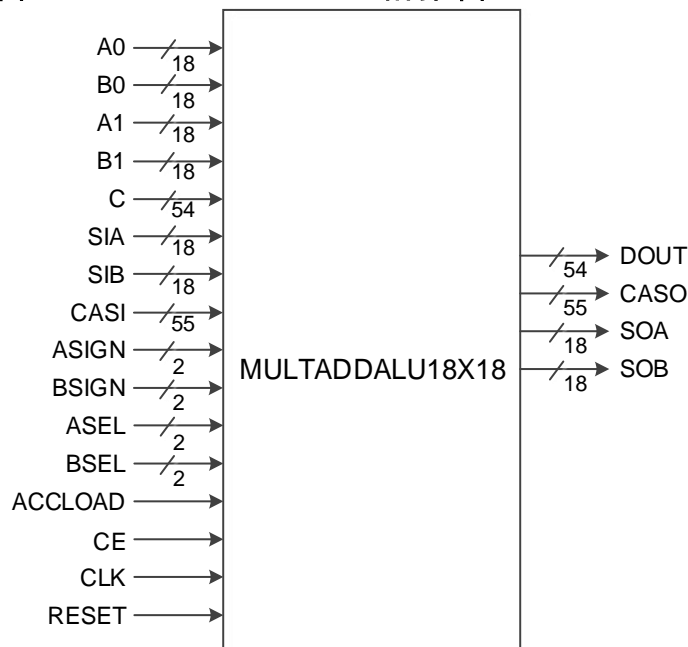 A0
18
B0
18
A1
18
B1
18
C
54
SIA
18
SIB
18
CASI
55
ASIGN
2
BSIGN
2
ASEL
2
BSEL
2
ACCLOAD
CE
CLK
RESET
MULTADDALU18X18
DOUT
54
CASO
55
SOA
18
SOB
18